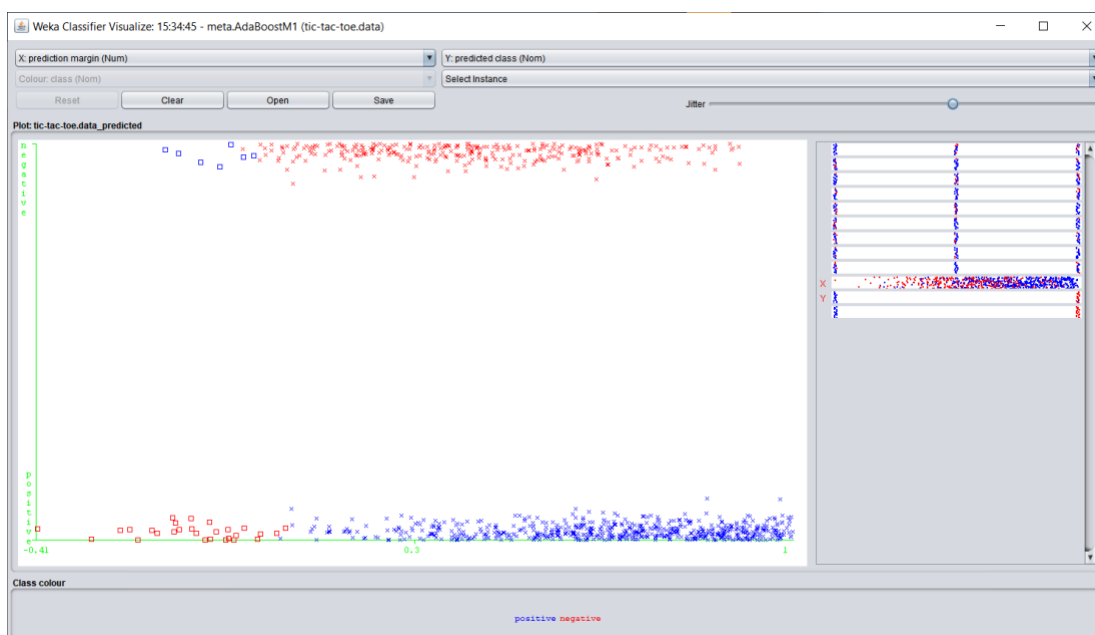 Weka Classifier Visualize: 15:34:45 - meta.AdaBoostM1 (tic-tac-toe.data)
X: prediction margin (Num)
Y: predicted class (Nom)
Colour: class (Nom)
Select Instance
Reset
Clear
Open
Save
Jitter
Plot: tic-tac-toe.data_predicted
negative
positive
-0.41
0.3
1
X
Y
Class colour
positive negative